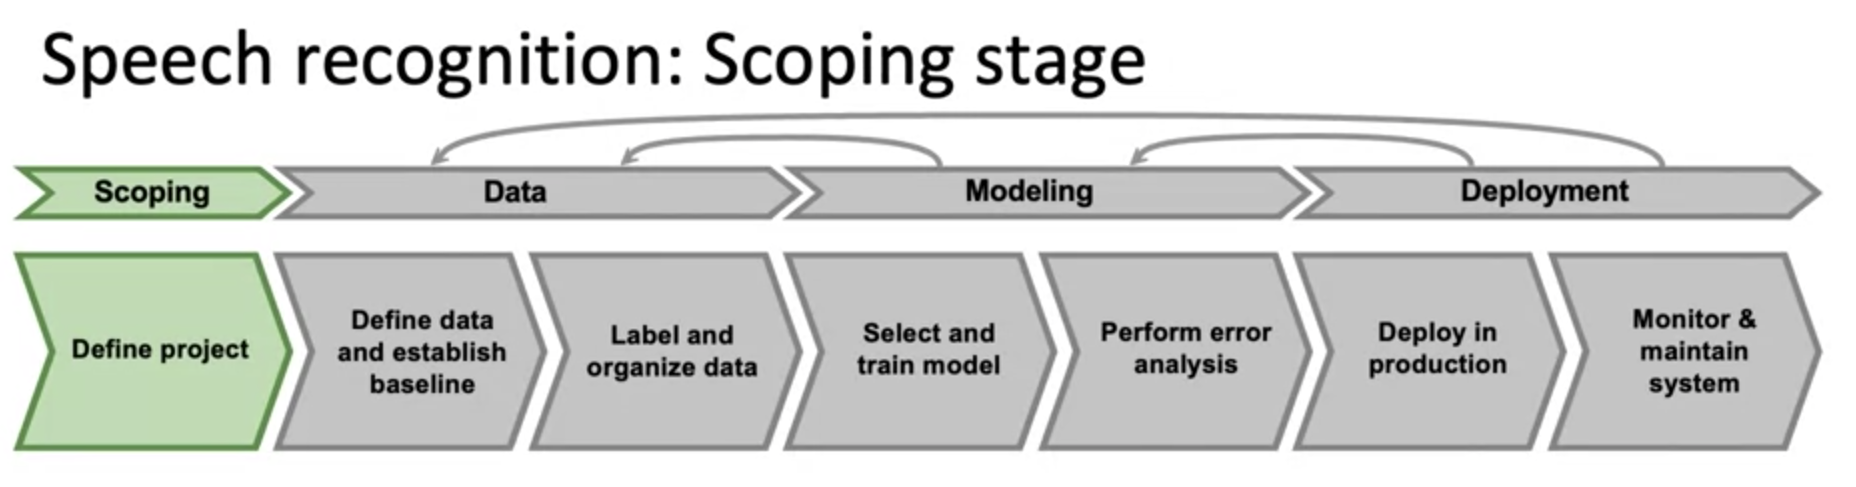 Speech recognition: Scoping stage
Scoping
Data
Modeling
Deployment
Define project
Define data
and establish
baseline
Label and
organize data
Select and
train model
Perform error
analysis
Deploy in
production
Monitor &
maintain
system